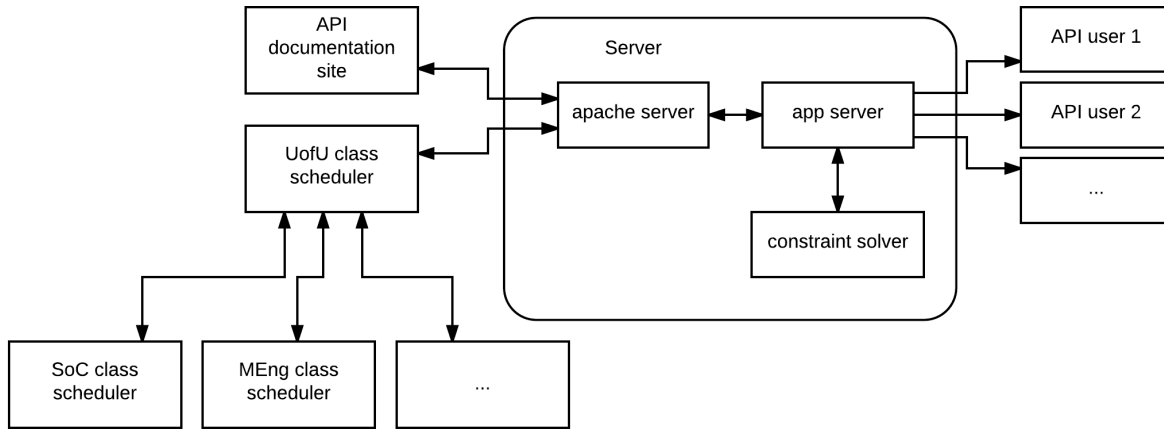 API
documentation
site
Server
API user 1
apache server
app server
API user 2
UofU class
scheduler
...
constraint solver
SoC class
scheduler
MEng class
scheduler
...